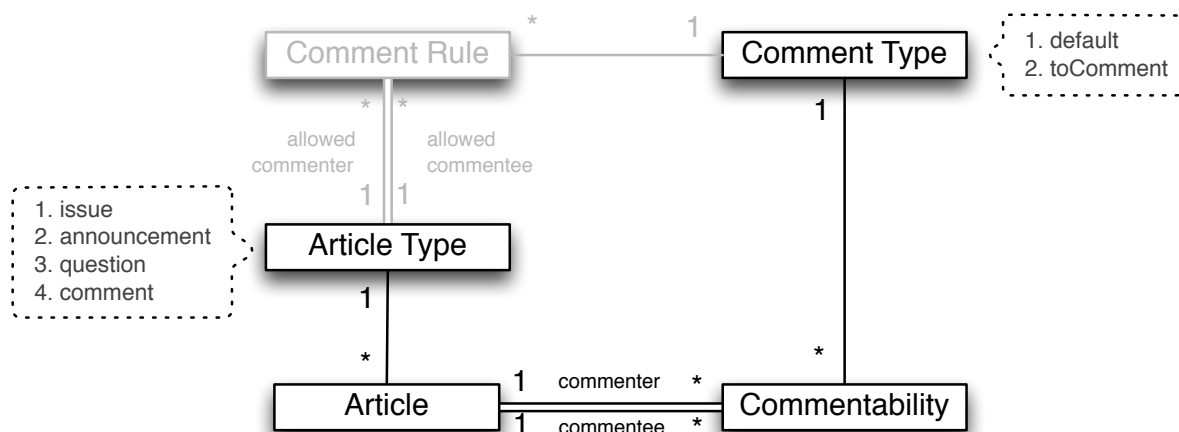 * 1
Comment Rule
Comment Type
1. default
2. toComment
* *
1
allowed
commenter
allowed
commentee
1 1
1. issue
2. announcement
3. question
4. comment
Article Type
1
*
*
1 commenter *
Article
Commentability
1 commentee *